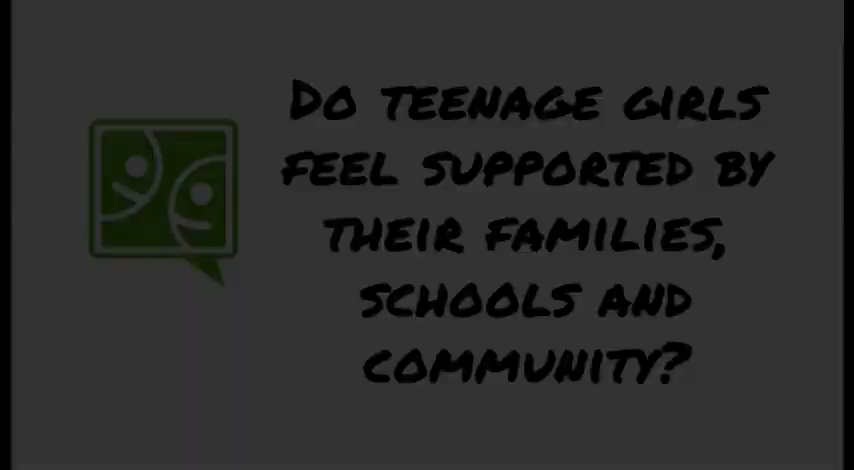 DO TEENAGE GIRLS
FEEL SUPPORTED BY
THEIR FAMILIES,
SCHOOLS AND
COMMUNITY?